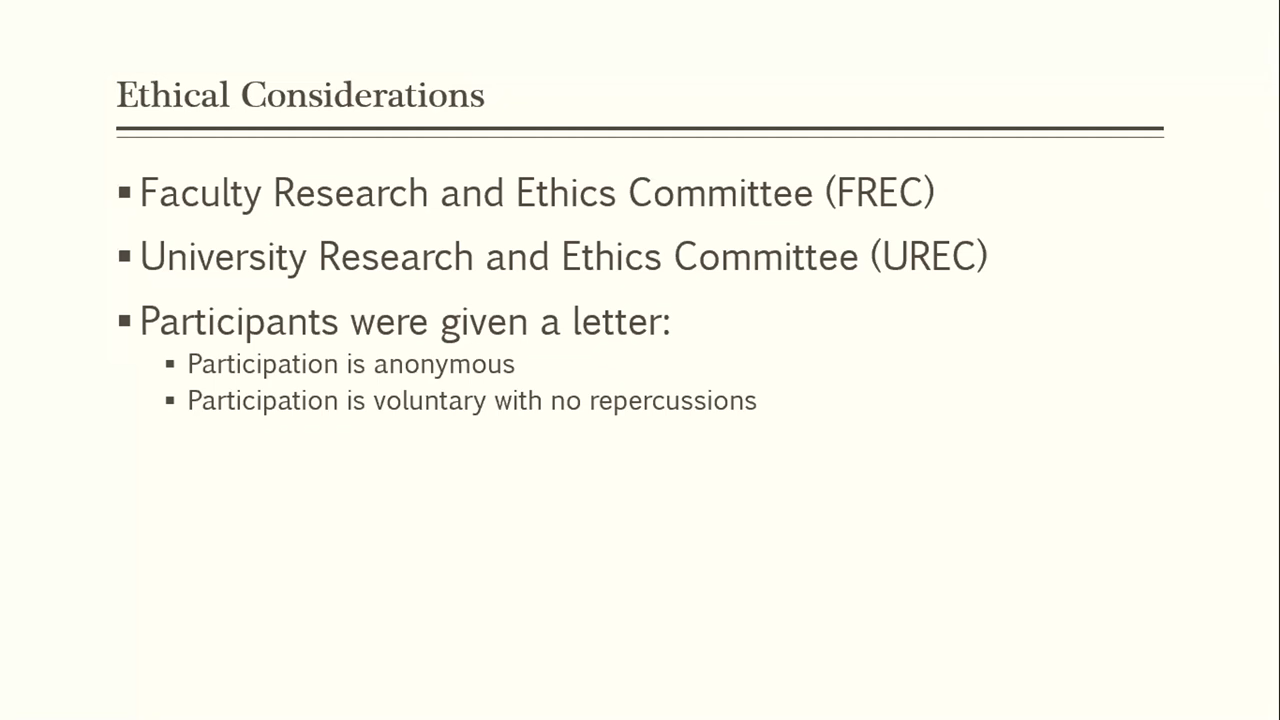 Ethical Considerations
▪ Faculty Research and Ethics Committee (FREC)
▪ University Research and Ethics Committee (UREC)
▪ Participants were given a letter:
▪ Participation is anonymous
▪ Participation is voluntary with no repercussions